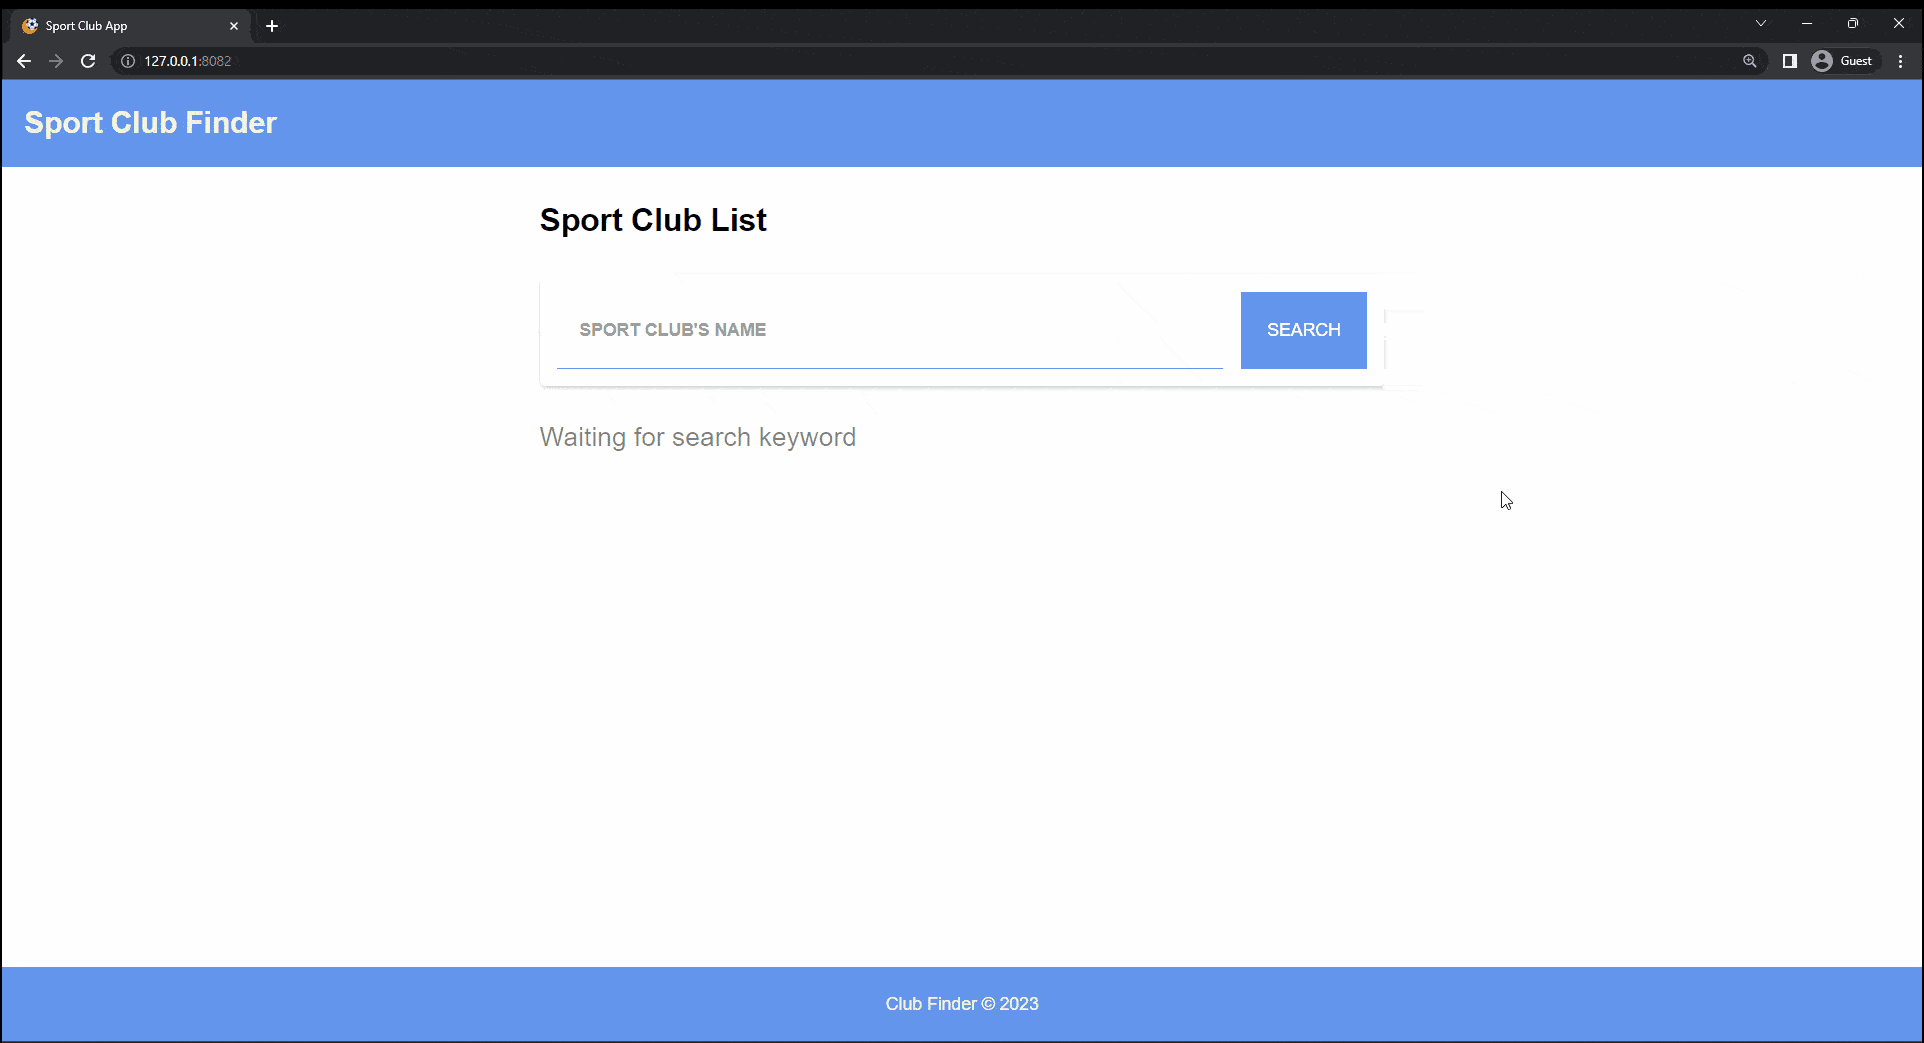 Sport Club App
127.0.0.1:8082
Guest
Sport Club Finder
Sport Club List
SPORT CLUB'S NAME
SEARCH
Waiting for search keyword
Club Finder © 2023